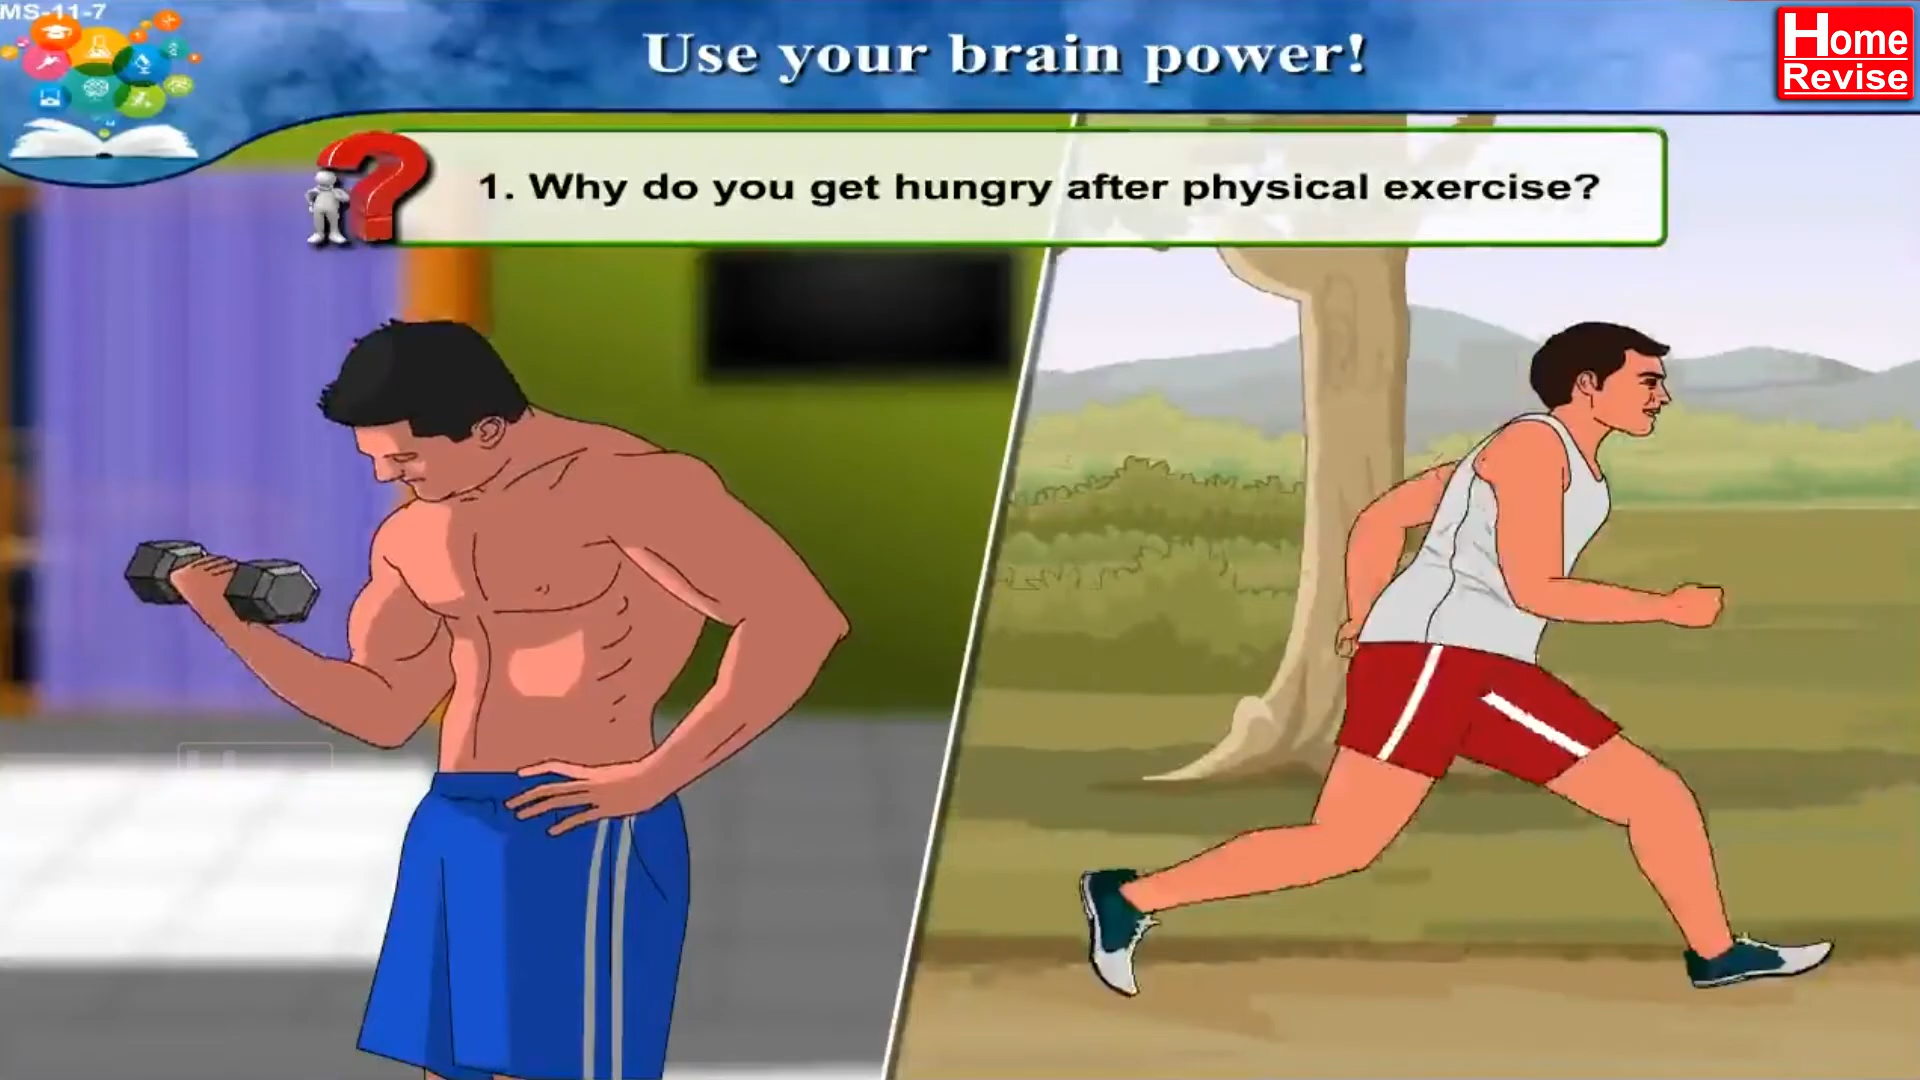 MS-11-7
Use your brain power!
Home
Revise
1. Why do you get hungry after physical exercise?